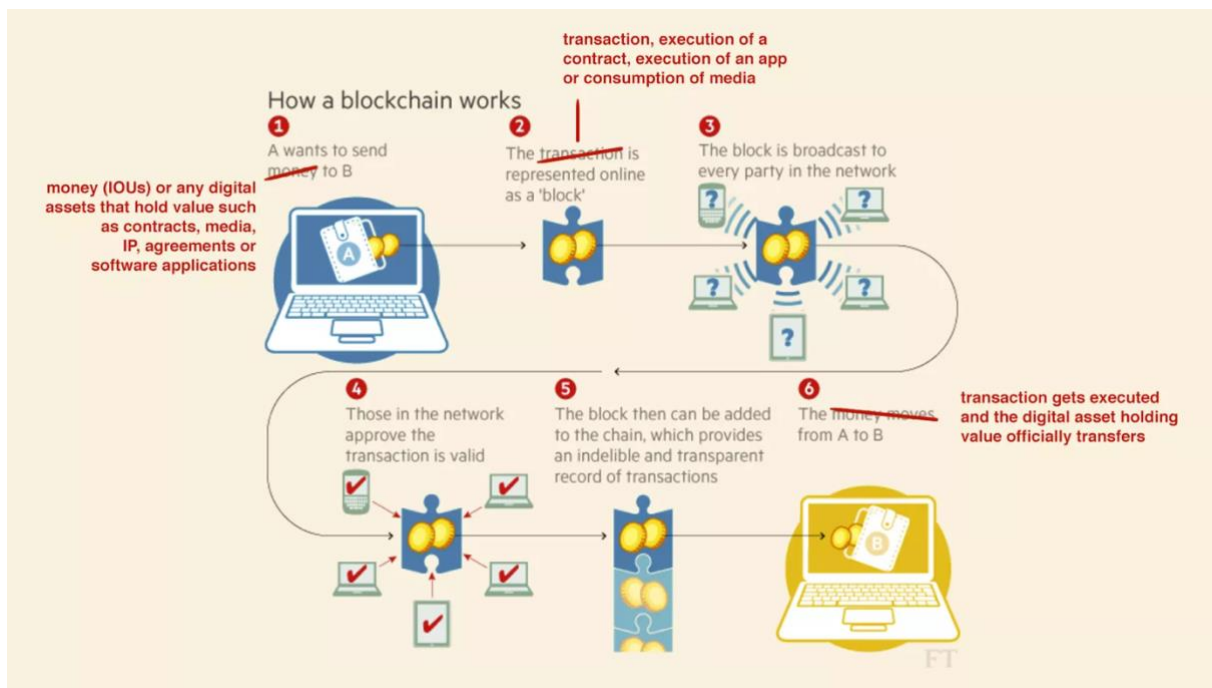 transaction, execution of a
contract, execution of an app
or consumption of media
How a blockchain works
1
A wants to send
money to B
money (IOUs) or any digital
assets that hold value such
as contracts, media,
IP, agreements or
software applications
A
2
The transaction is
represented online
as a 'block'
3
The block is broadcast to
every party in the network
?
?
?
?
?
4
Those in the network
approve the
transaction is valid
5
The block then can be added
to the chain, which provides
an indelible and transparent
record of transactions
6
The money moves
from A to B
transaction gets executed
and the digital asset holding
value officially transfers
B
FT